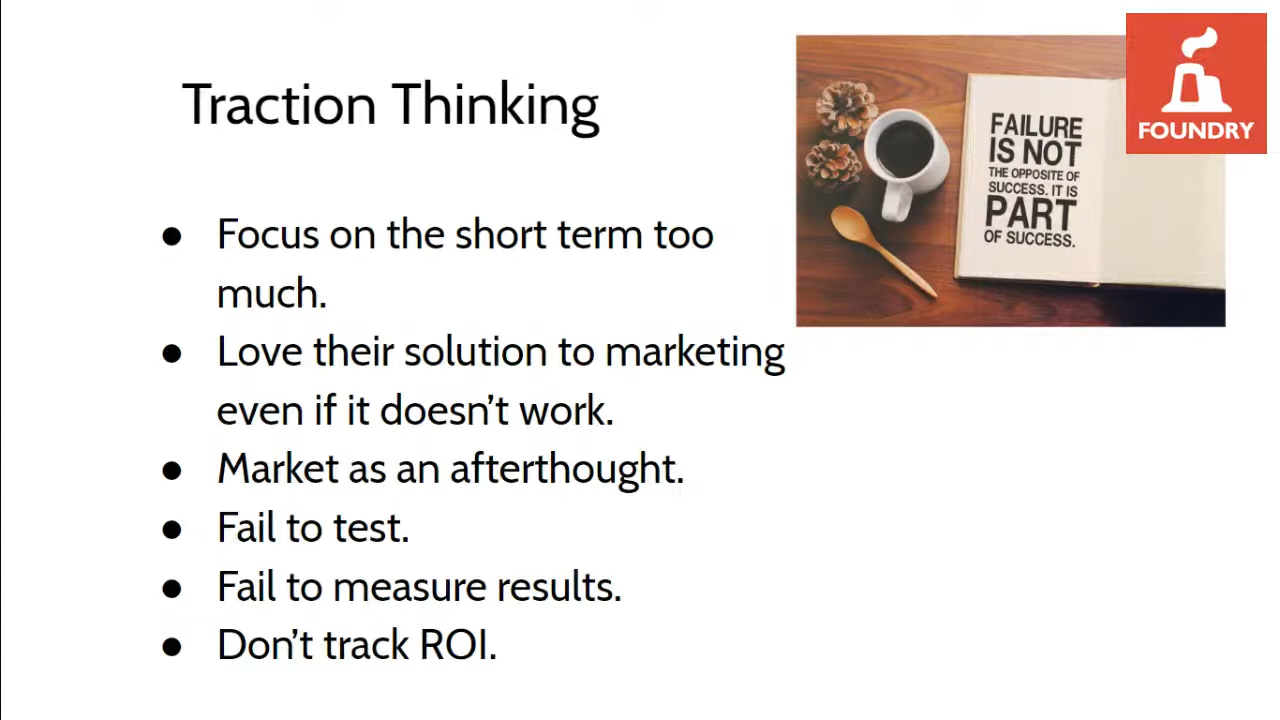 Traction Thinking
● Focus on the short term too
much.
● Love their solution to marketing
even if it doesn't work.
● Market as an afterthought.
● Fail to test.
● Fail to measure results.
● Don't track ROI.
FAILURE
IS NOT
THE OPPOSITE OF
SUCCESS. IT IS
PART
OF SUCCESS.
FOUNDRY